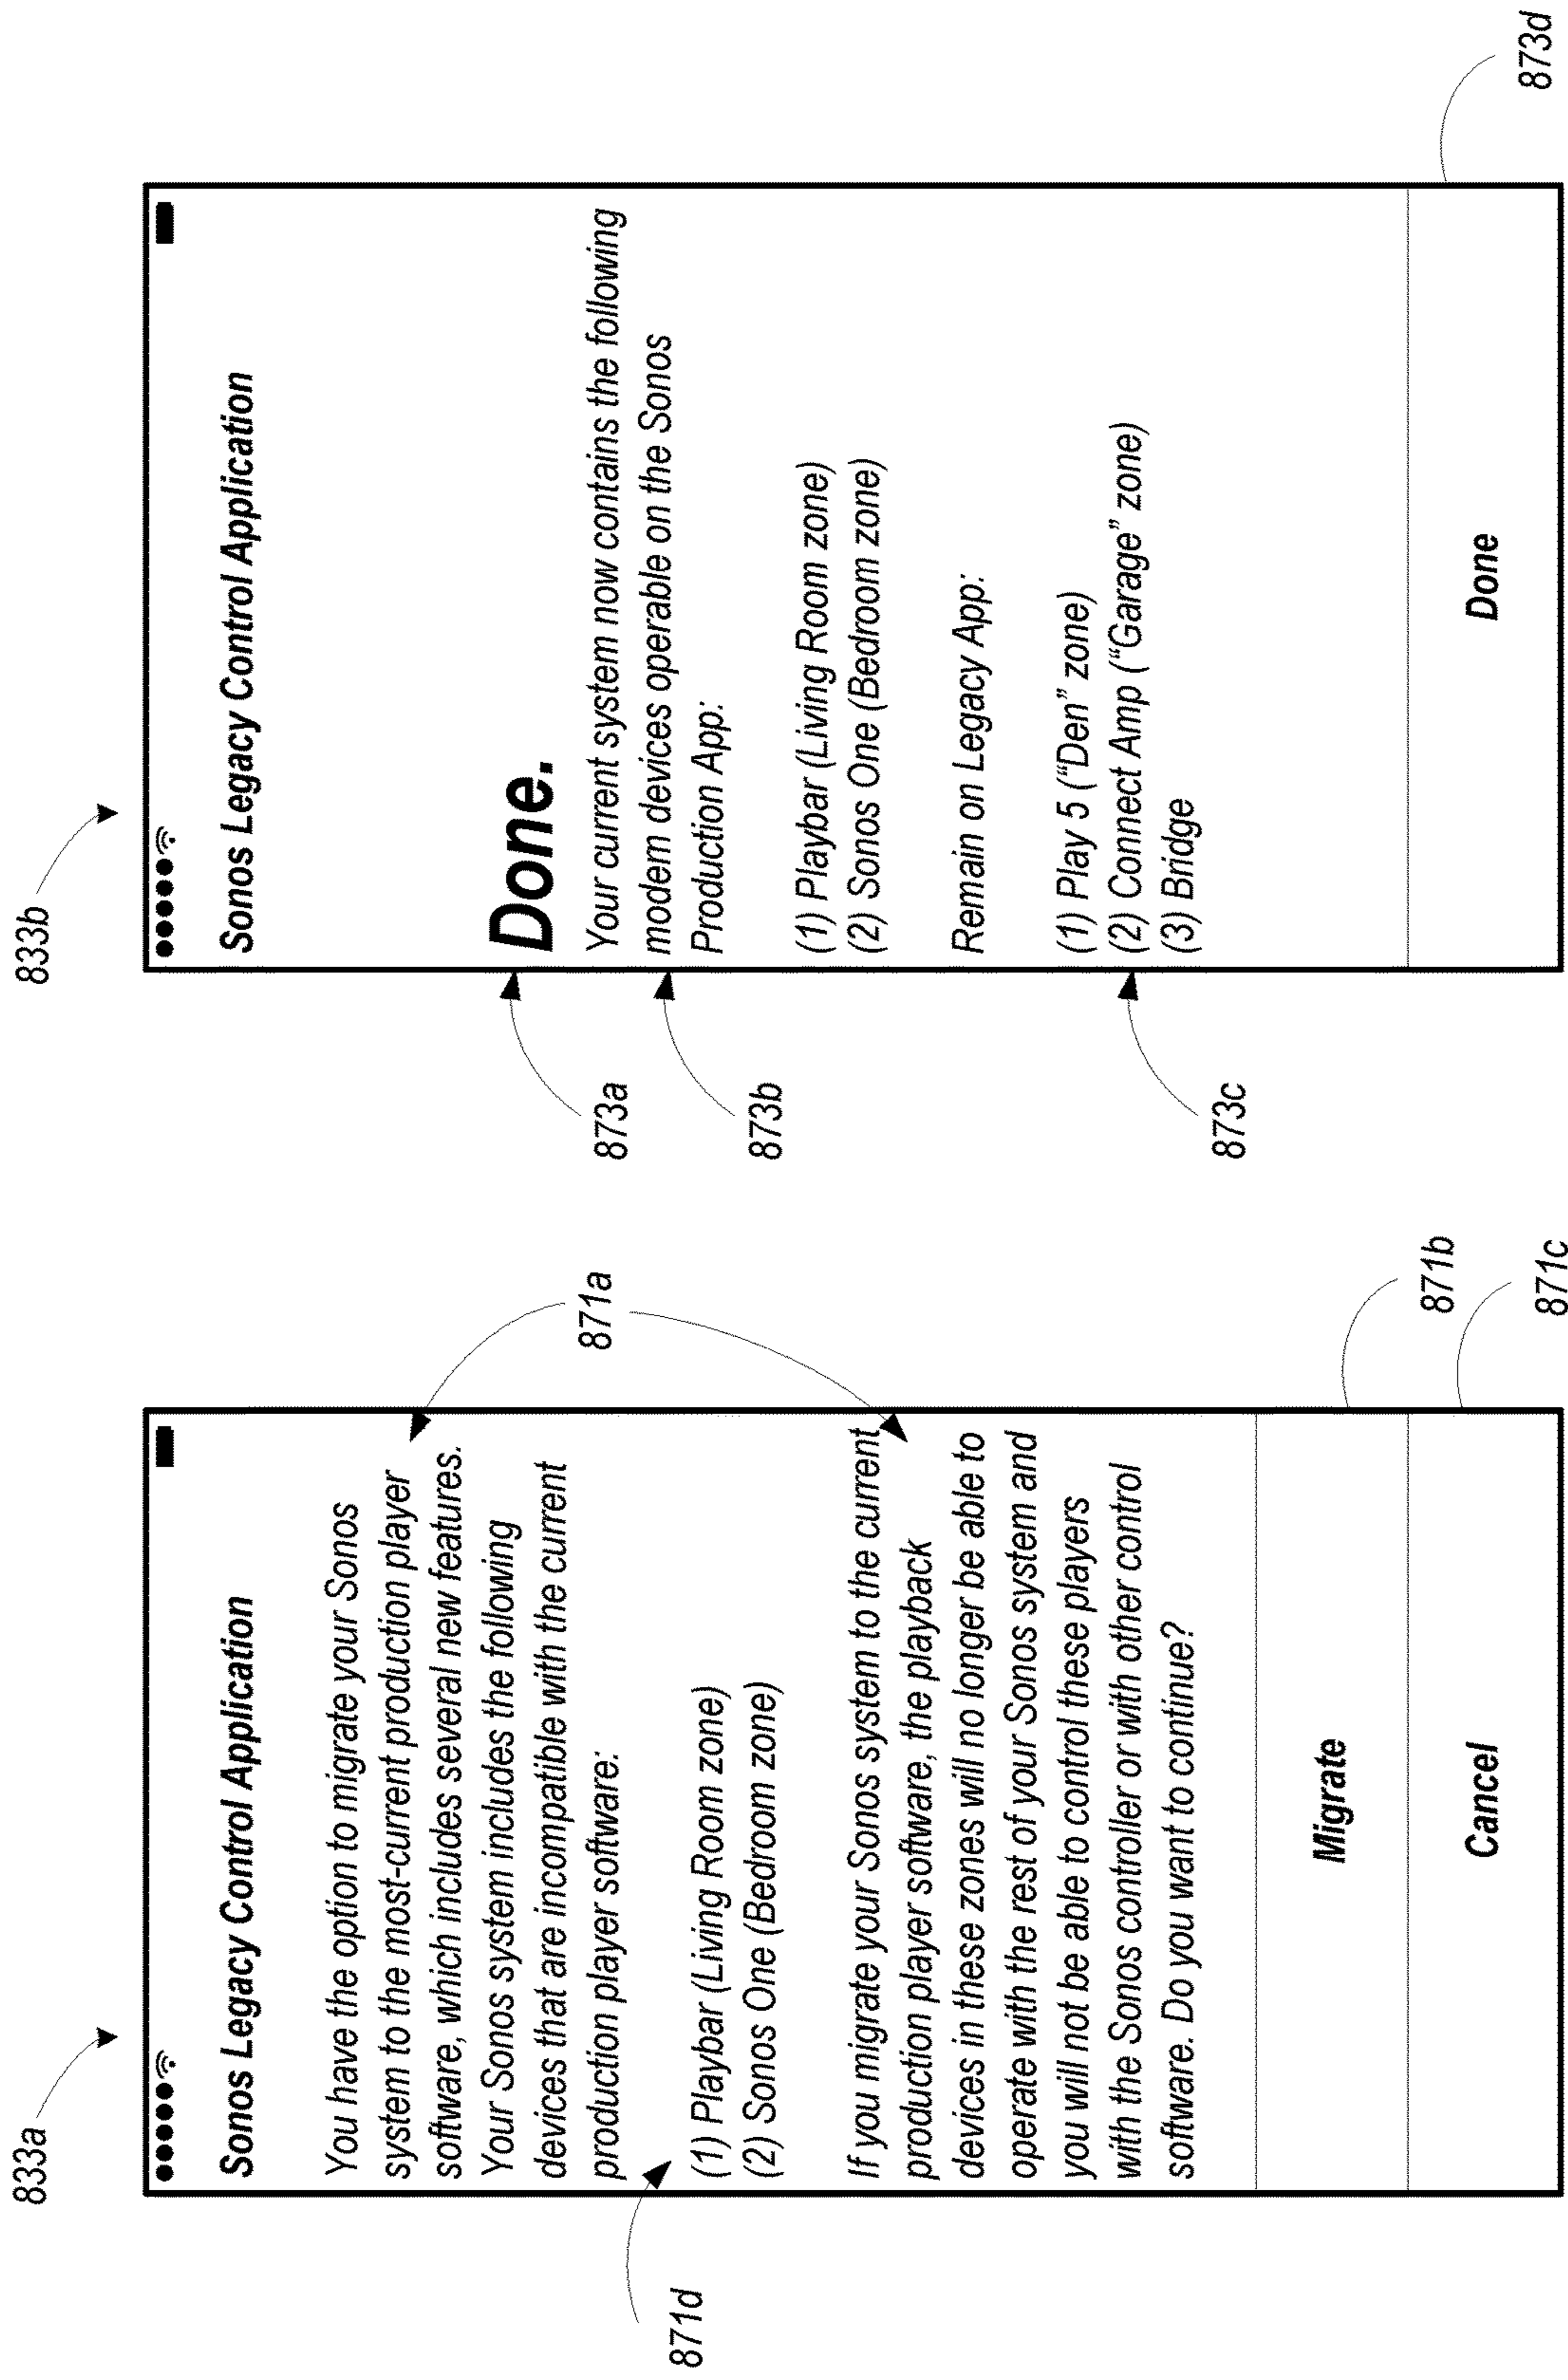 833a
Sonos Legacy Control Application
You have the option to migrate your Sonos
system to the most-current production player
software, which includes several new features.
Your Sonos system includes the following
devices that are incompatible with the current
production player software:
871a
871d
(1) Playbar (Living Room zone)
(2) Sonos One (Bedroom zone)
If you migrate your Sonos system to the current
production player software, the playback
devices in these zones will no longer be able to
operate with the rest of your Sonos system and
you will not be able to control these players
with the Sonos controller or with other control
software. Do you want to continue?
Migrate
871b
Cancel
871c
833b
Sonos Legacy Control Application
873a
Done.
Your current system now contains the following
modern devices operable on the Sonos
Production App:
873b
(1) Playbar (Living Room zone)
(2) Sonos One (Bedroom zone)
Remain on Legacy App:
(1) Play 5 (“Den” zone)
(2) Connect Amp (“Garage” zone)
(3) Bridge
873c
Done
873d